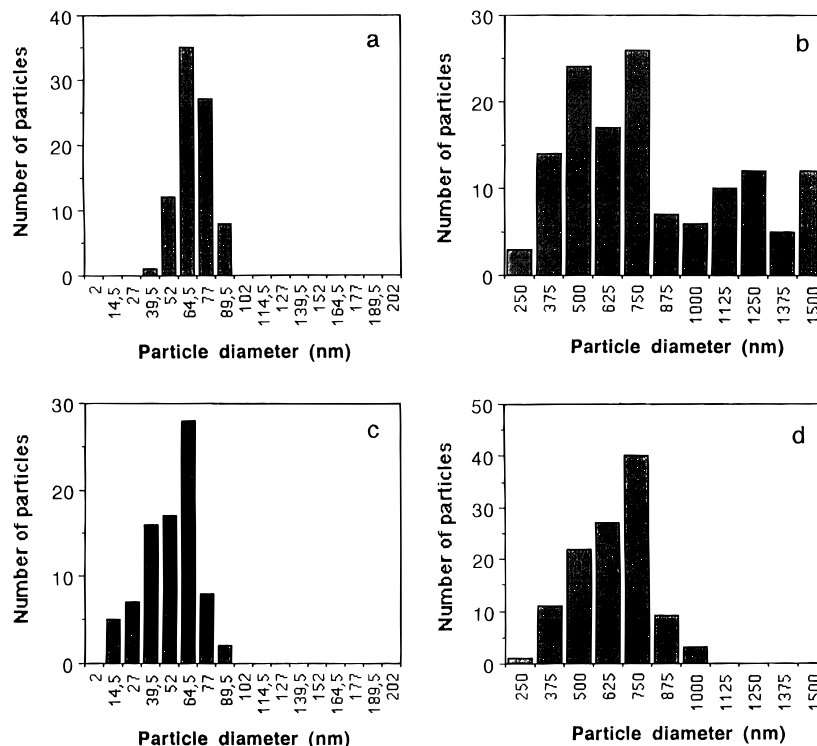 a
Number of particles
40
30
20
10
0
2 14,5 27 39,5 52 64,5 77 89,5 102 114,5 127 139,5 152 164,5 177 189,5 202
Particle diameter (nm)
b
Number of particles
30
20
10
0
250 375 500 625 750 875 1000 1125 1250 1375 1500
Particle diameter (nm)
c
Number of particles
30
20
10
0
2 14,5 27 39,5 52 64,5 77 89,5 102 114,5 127 139,5 152 164,5 177 189,5 202
Particle diameter (nm)
d
Number of particles
50
40
30
20
10
0
250 375 500 625 750 875 1000 1125 1250 1375 1500
Particle diameter (nm)